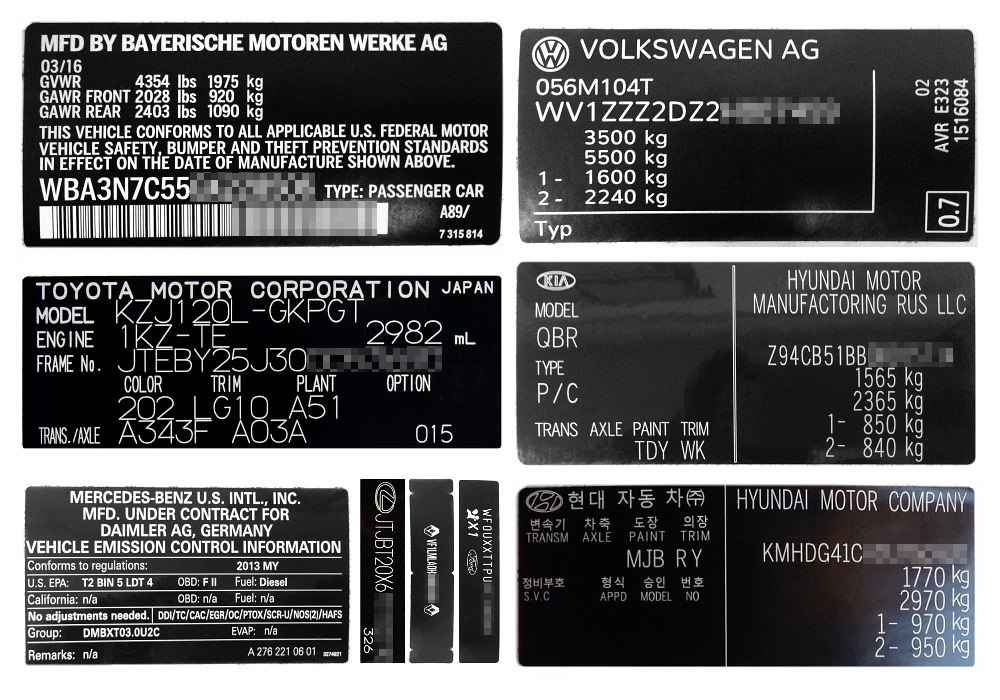 MFD BY BAYERISCHE MOTOREN WERKE AG
03/16
GVWR 4354 lbs 1975 kg
GAWR FRONT 2028 lbs 920 kg
GAWR REAR 2403 lbs 1090 kg
THIS VEHICLE CONFORMS TO ALL APPLICABLE U.S. FEDERAL MOTOR
VEHICLE SAFETY, BUMPER AND THEFT PREVENTION STANDARDS
IN EFFECT ON THE DATE OF MANUFACTURE SHOWN ABOVE.
WBA3N7C55 TYPE: PASSENGER CAR
A89/
7 315 814
VOLKSWAGEN AG
056M104T
WV1ZZZ2DZ2
3500 kg
5500 kg
1 - 1600 kg
2 - 2240 kg
Typ
02
AVR E323
1516084
0.7
TOYOTA MOTOR CORPORATION JAPAN
MODEL KZJ120L-GKPGT
ENGINE 1KZ-TE 2982 mL
FRAME No. JTEBY25J30
COLOR TRIM PLANT OPTION
202 LG10 A51
TRANS./AXLE A343F A03A 015
KIA
MODEL
QBR
TYPE
P/C
TRANS AXLE PAINT TRIM
TDY WK
HYUNDAI MOTOR
MANUFACTORING RUS LLC
Z94CB51BB
1565 kg
2365 kg
1- 850 kg
2- 840 kg
MERCEDES-BENZ U.S. INTL., INC.
MFD. UNDER CONTRACT FOR
DAIMLER AG, GERMANY
VEHICLE EMISSION CONTROL INFORMATION
Conforms to regulations: 2013 MY
U.S. EPA: T2 BIN 5 LDT 4 OBD: F II Fuel: Diesel
California: n/a OBD: n/a Fuel: n/a
No adjustments needed. DDI/TC/CAC/EGR/OC/PTOX/SCR-U/NOS(2)/HAFS
Group: DMBXT03.0U2C EVAP: n/a
Remarks: n/a A 276 221 06 01 3274921
JTJBT20X6
326
VF1LMLA
WF0UXXTTPU
Ford
현대 자동 차㈜
변속기 차축 도장 의장
TRANSM AXLE PAINT TRIM
MJB RY
정비부호 형식 승인 번호
S.V.C APPD MODEL NO
HYUNDAI MOTOR COMPANY
KMHDG41C
1770 kg
2970 kg
1- 970 kg
2- 950 kg